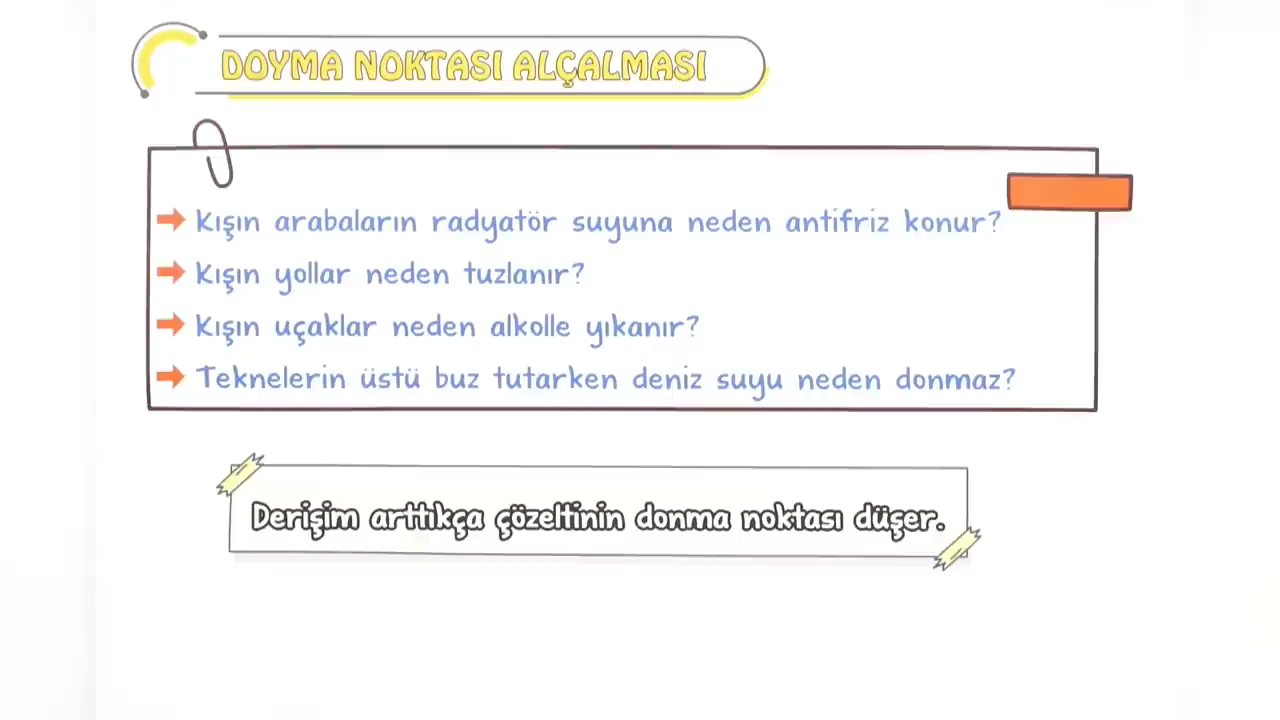 DOYMA NOKTASI ALÇALMASI
Kışın arabaların radyatör suyuna neden antifriz konur?
Kışın yollar neden tuzlanır?
Kışın uçaklar neden alkolle yıkanır?
Teknelerin üstü buz tutarken deniz suyu neden donmaz?
Derişim arttıkça çözeltinin donma noktası düşer.